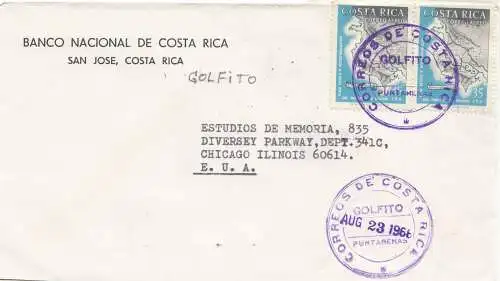 BANCO NACIONAL DE COSTA RICA
SAN JOSE, COSTA RICA
GOLFITO
COSTA RICA
COSTA RICA
35
CORREOS DE COSTA RICA
GOLFITO
PUNTARENAS
ESTUDIOS DE MEMORIA, 835
DIVERSEY PARKWAY,DEPT.341C,
CHICAGO ILINOIS 60614.
E. U. A.
CORREOS DE COSTA RICA
GOLFITO
AUG 23 1966
PUNTARENAS